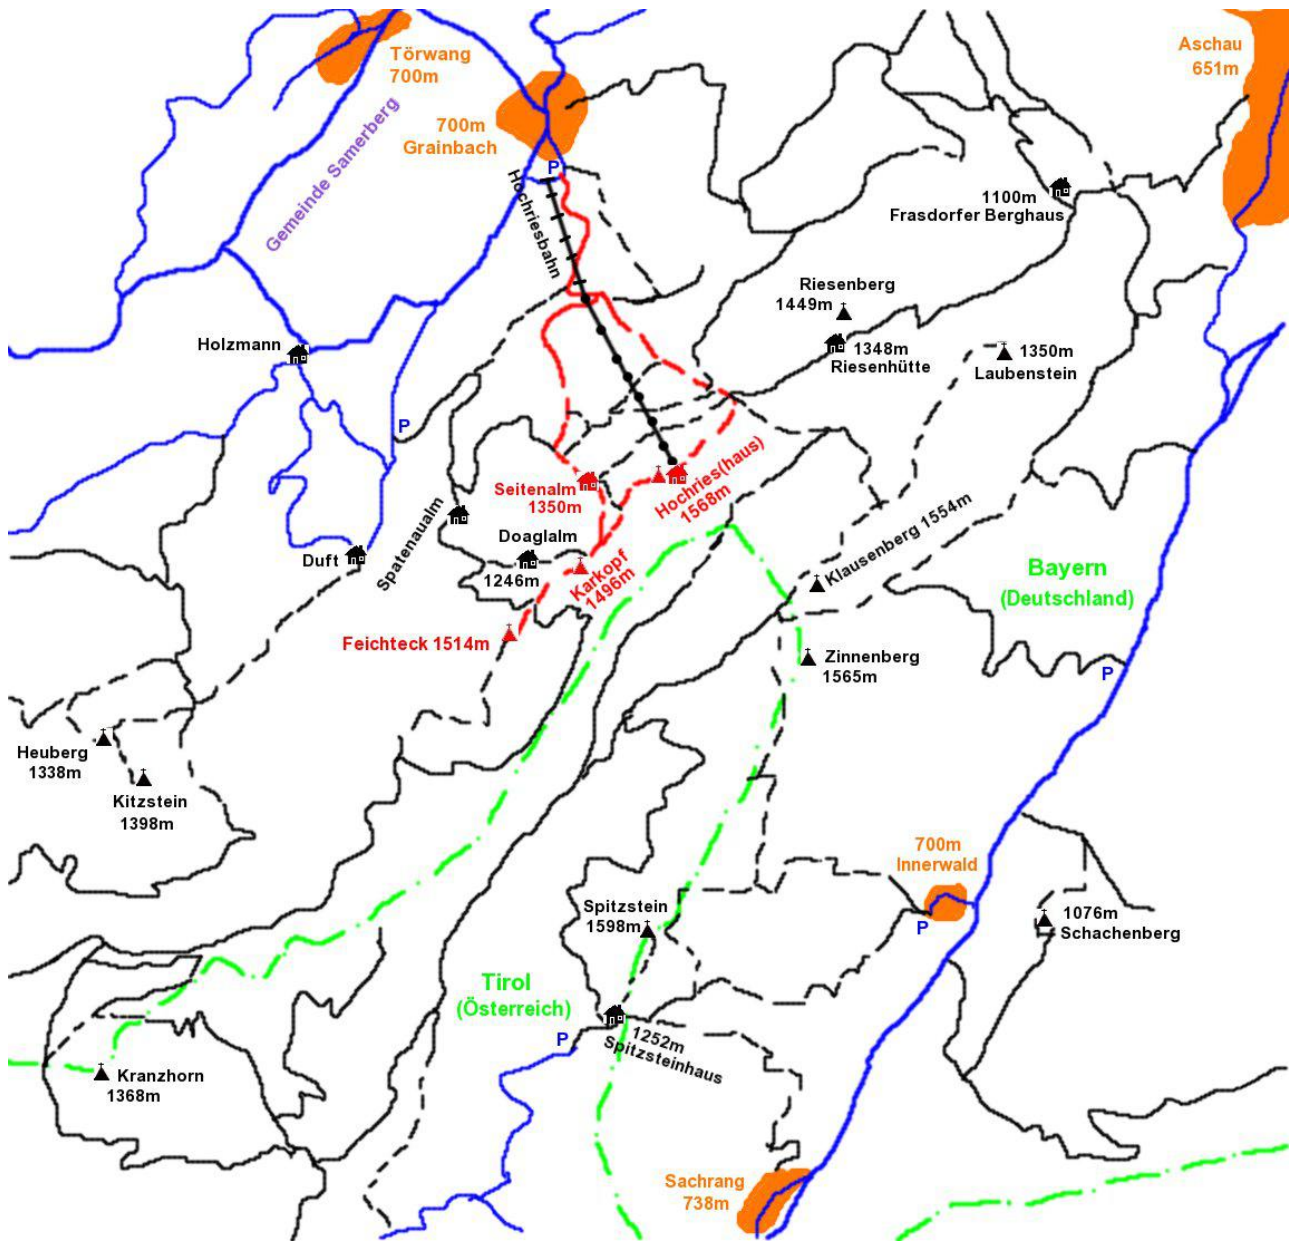 Törwang
700m
Aschau
651m
700m
Grainbach
P
Gemeinde Samerberg
Hochriesbahn
1100m
Frasdorfer Berghaus
Riesenberg
1449m
Holzmann
1348m
Riesenhütte
1350m
Laubenstein
P
Hochries(haus)
1568m
Seitenalm
1350m
Spatenaualm
Doaglalm
1246m
Duft
Klausenberg 1554m
Karkopf
1496m
Bayern
(Deutschland)
Feichteck 1514m
Zinnenberg
1565m
P
Heuberg
1338m
Kitzstein
1398m
700m
Innerwald
P
Spitzstein
1598m
1076m
Schachenberg
Tirol
(Österreich)
P
1252m
Spitzsteinhaus
Kranzhorn
1368m
Sachrang
738m